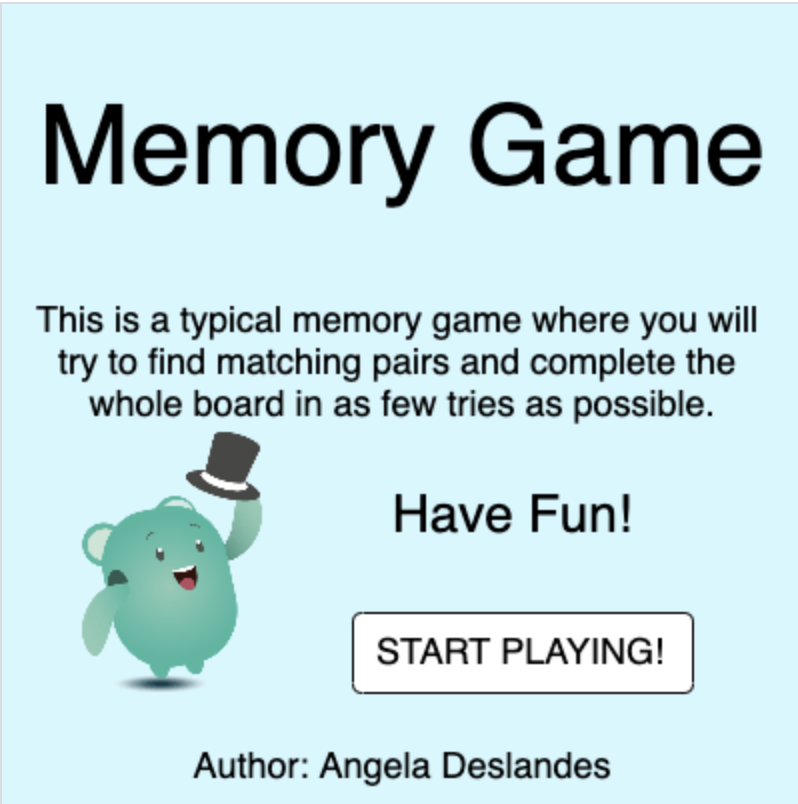 Memory Game
This is a typical memory game where you will
try to find matching pairs and complete the
whole board in as few tries as possible.
Have Fun!
START PLAYING!
Author: Angela Deslandes